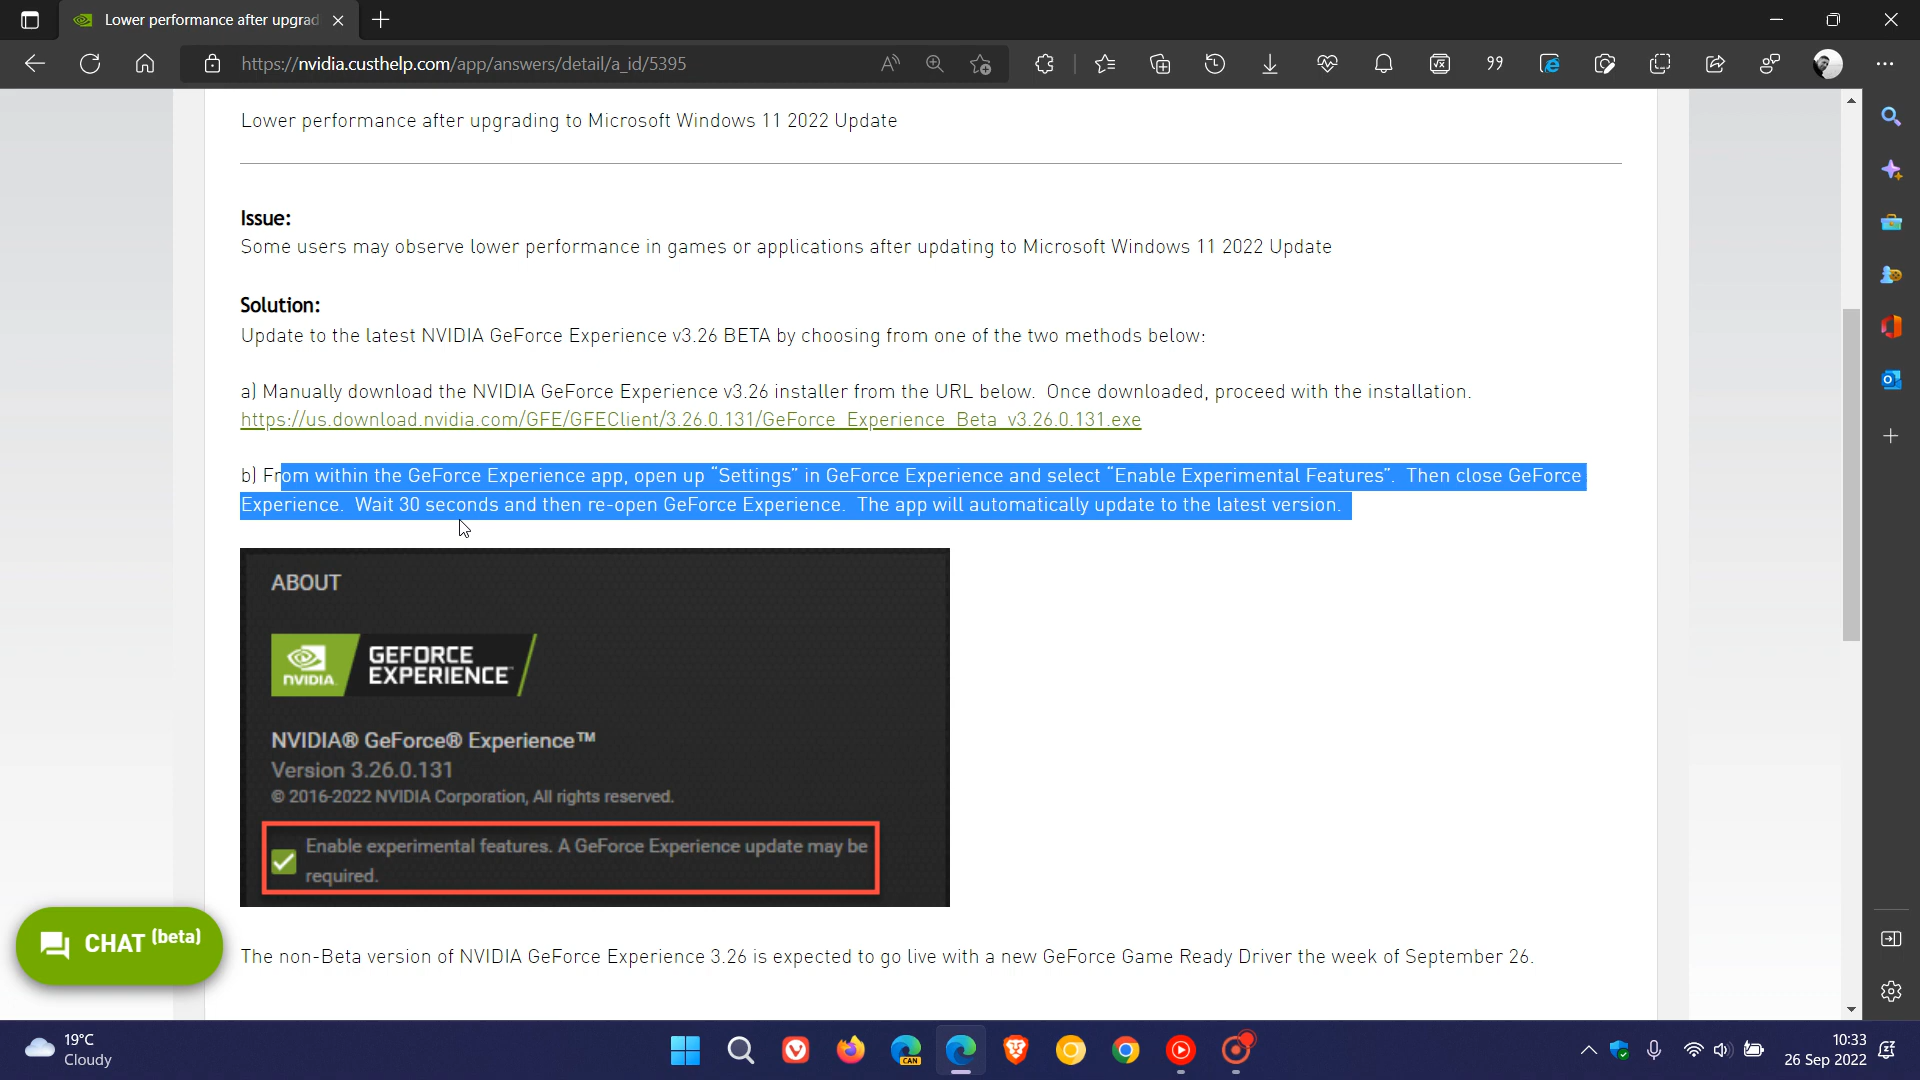 Lower performance after upgrad
https://nvidia.custhelp.com/app/answers/detail/a_id/5395
Lower performance after upgrading to Microsoft Windows 11 2022 Update
Issue:
Some users may observe lower performance in games or applications after updating to Microsoft Windows 11 2022 Update
Solution:
Update to the latest NVIDIA GeForce Experience v3.26 BETA by choosing from one of the two methods below:
a) Manually download the NVIDIA GeForce Experience v3.26 installer from the URL below. Once downloaded, proceed with the installation.
https://us.download.nvidia.com/GFE/GFEClient/3.26.0.131/GeForce_Experience_Beta_v3.26.0.131.exe
b) From within the GeForce Experience app, open up “Settings” in GeForce Experience and select “Enable Experimental Features”. Then close GeForce
Experience. Wait 30 seconds and then re-open GeForce Experience. The app will automatically update to the latest version.
ABOUT
NVIDIA
GEFORCE
EXPERIENCE
NVIDIA® GeForce® Experience™
Version 3.26.0.131
© 2016-2022 NVIDIA Corporation, All rights reserved.
Enable experimental features. A GeForce Experience update may be
required.
CHAT (beta)
The non-Beta version of NVIDIA GeForce Experience 3.26 is expected to go live with a new GeForce Game Ready Driver the week of September 26.
19°C
Cloudy
CAN
10:33
26 Sep 2022